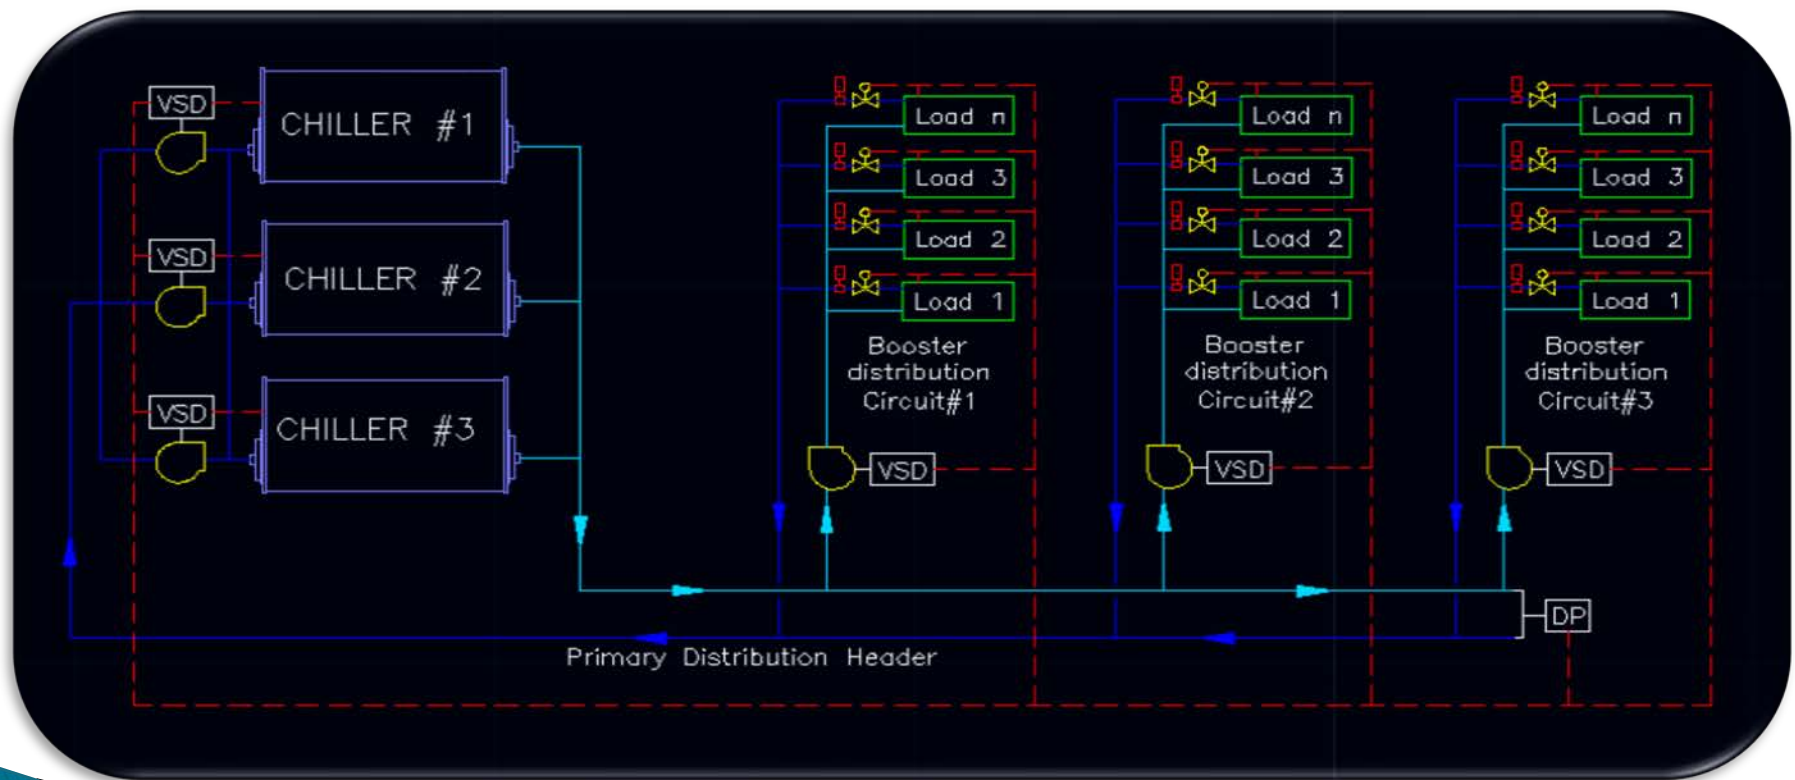 VSD
CHILLER #1
VSD
CHILLER #2
VSD
CHILLER #3
Load n
Load 3
Load 2
Load 1
Booster
distribution
Circuit#1
VSD
Load n
Load 3
Load 2
Load 1
Booster
distribution
Circuit#2
VSD
Load n
Load 3
Load 2
Load 1
Booster
distribution
Circuit#3
VSD
DP
Primary Distribution Header